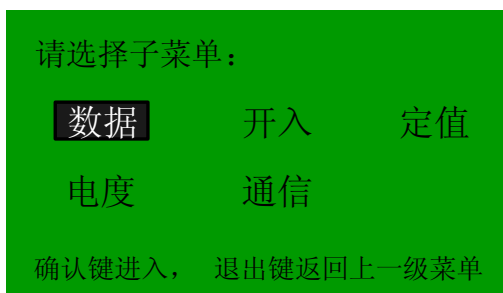 请选择子菜单：
数据 开入 定值
电度 通信
确认键进入， 退出键返回上一级菜单